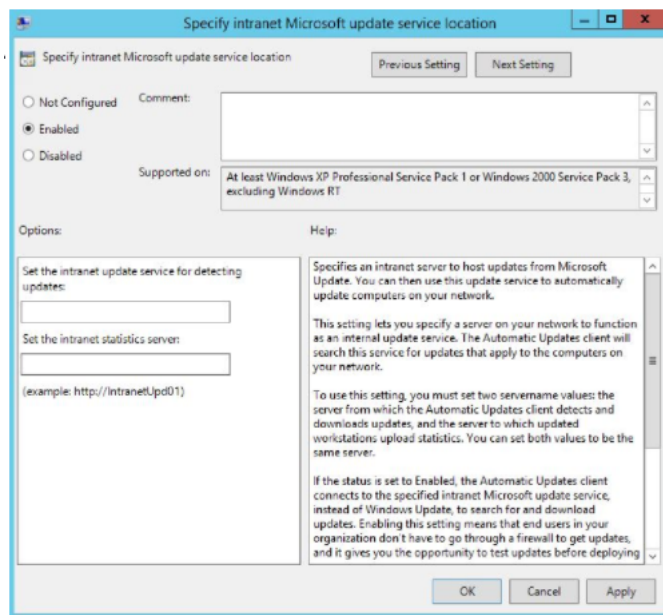 Specify intranet Microsoft update service location
Specify intranet Microsoft update service location
Previous Setting
Next Setting
Not Configured
Enabled
Disabled
Comment:
Supported on:
At least Windows XP Professional Service Pack 1 or Windows 2000 Service Pack 3,
excluding Windows RT
Options:
Help:
Set the intranet update service for detecting
updates:
Set the intranet statistics server:
(example: http://IntranetUpd01)
Specifies an intranet server to host updates from Microsoft
Update. You can then use this update service to automatically
update computers on your network.
This setting lets you specify a server on your network to function
as an internal update service. The Automatic Updates client will
search this service for updates that apply to the computers on
your network.
To use this setting, you must set two servername values: the
server from which the Automatic Updates client detects and
downloads updates, and the server to which updated
workstations upload statistics. You can set both values to be the
same server.
If the status is set to Enabled, the Automatic Updates client
connects to the specified intranet Microsoft update service,
instead of Windows Update, to search for and download
updates. Enabling this setting means that end users in your
organization don't have to go through a firewall to get updates,
and it gives you the opportunity to test updates before deploying
OK
Cancel
Apply